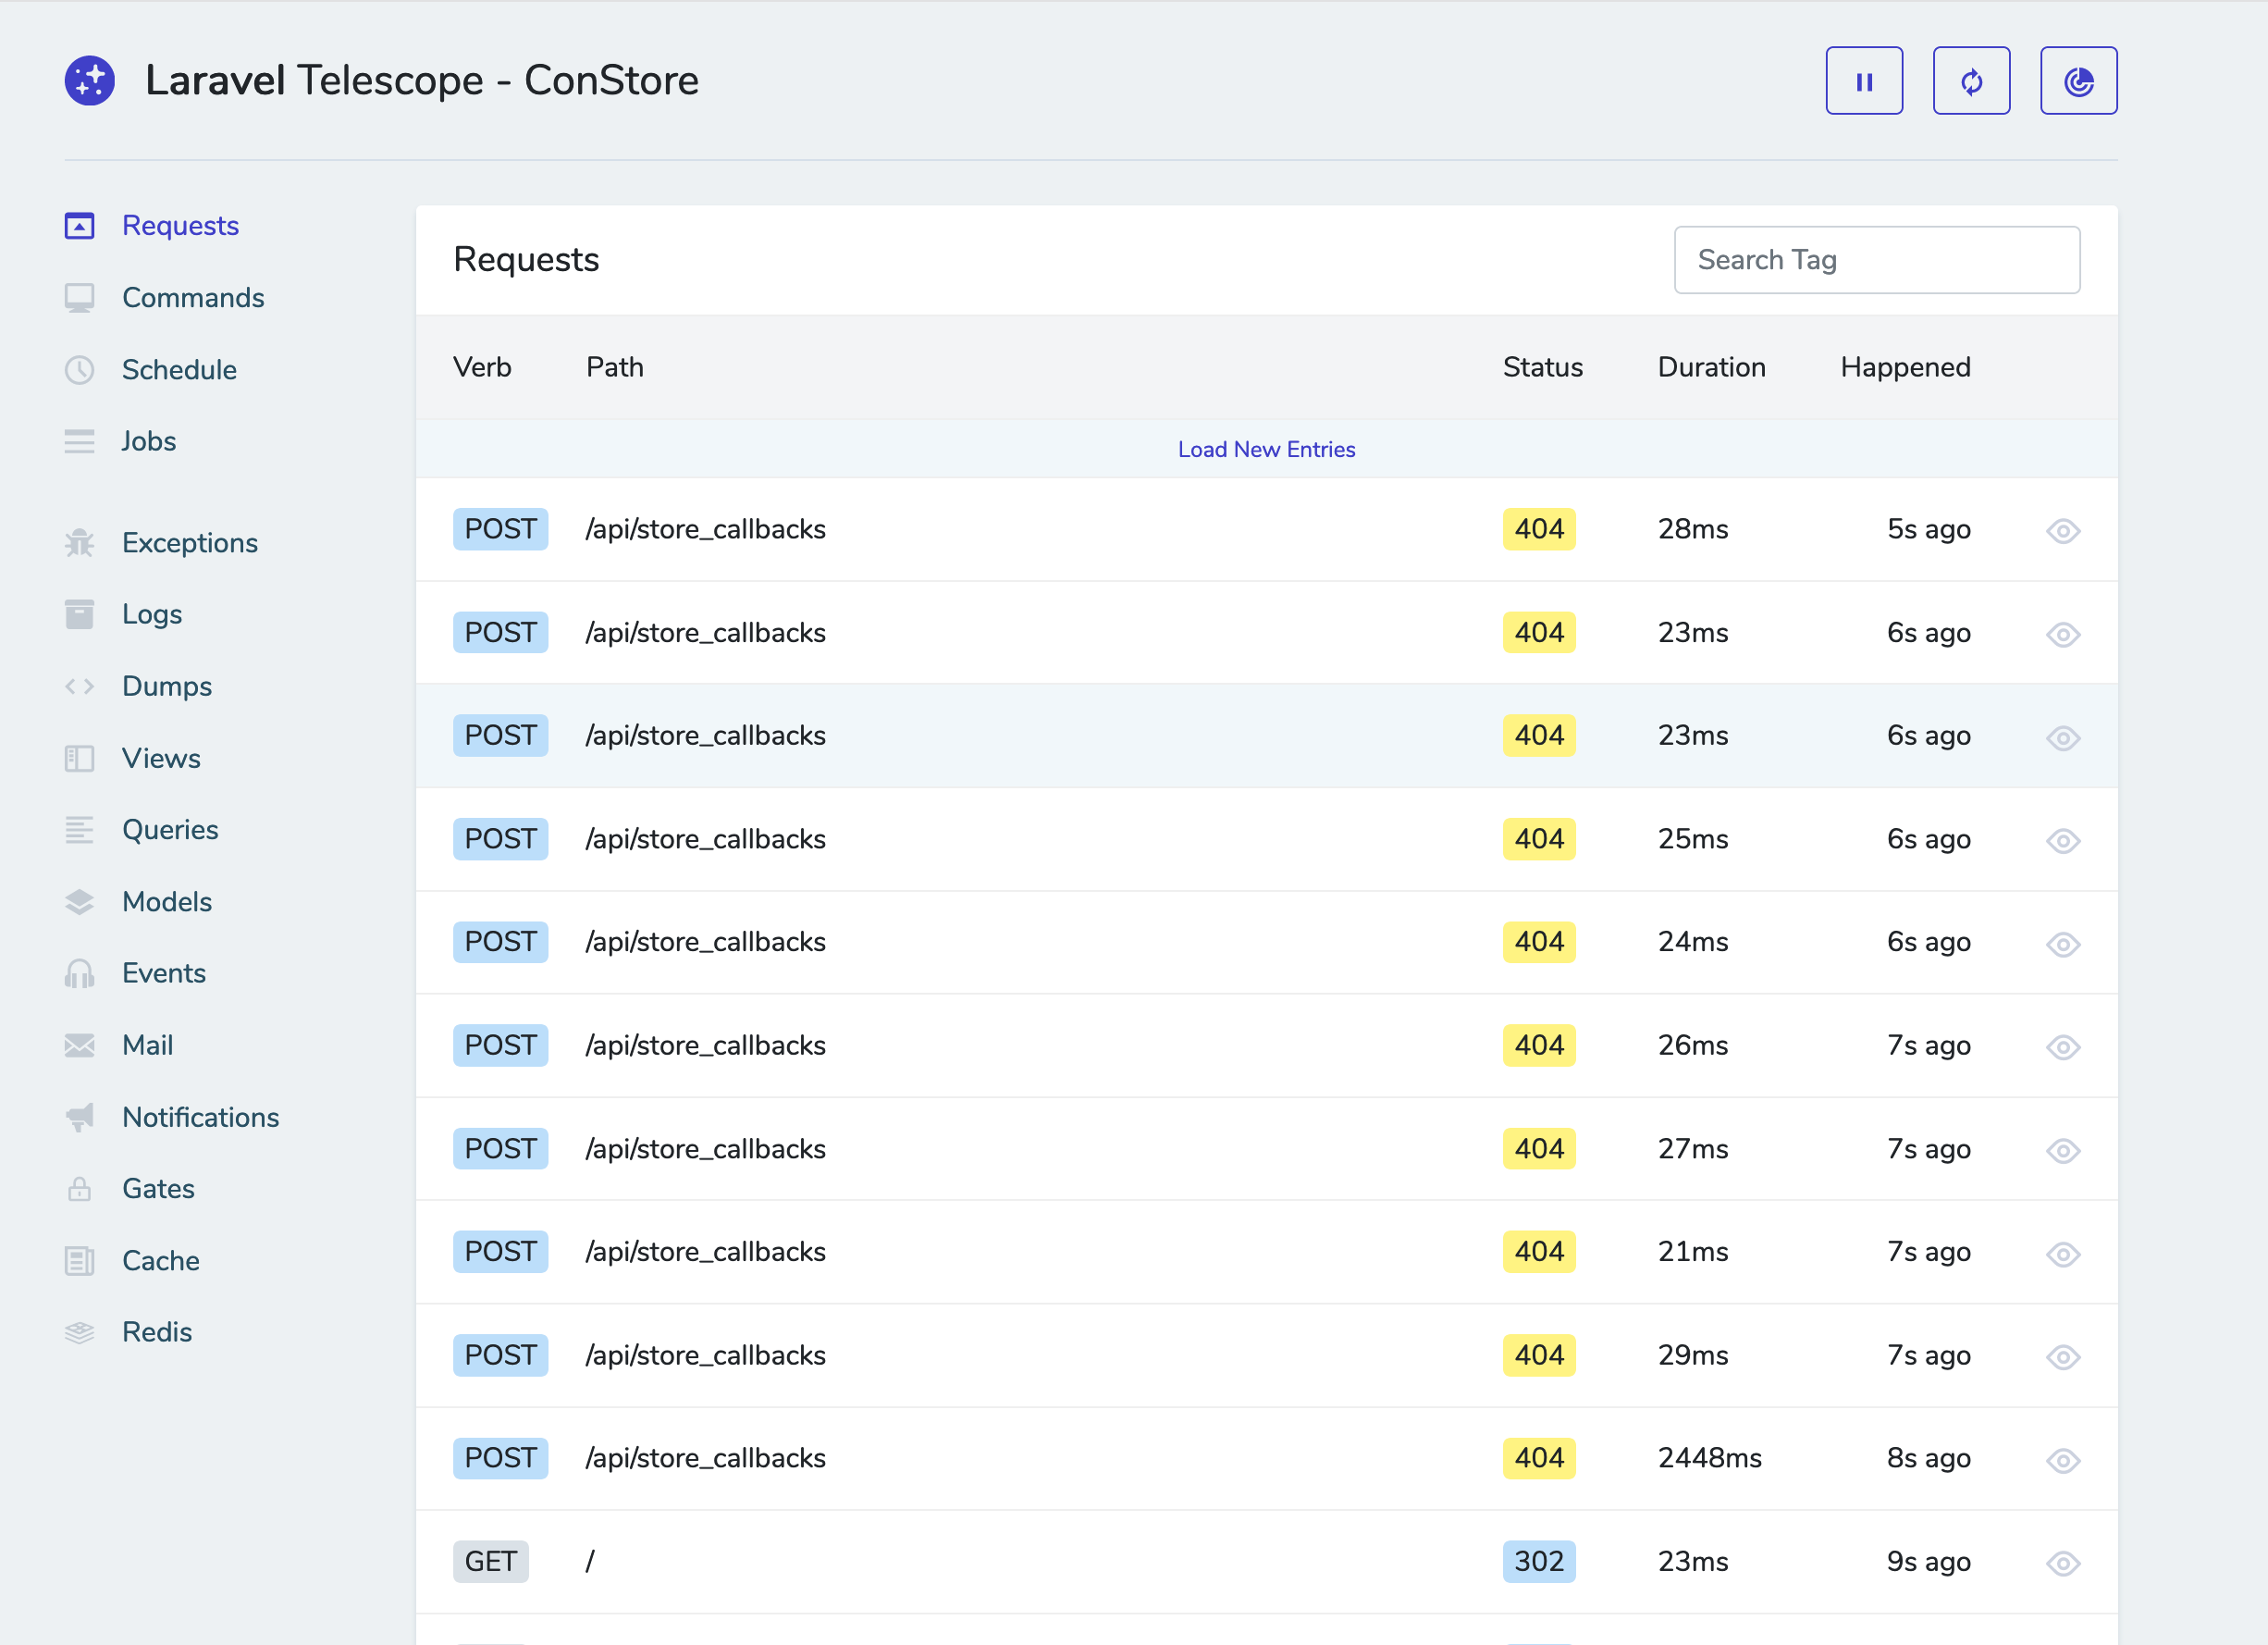 Laravel Telescope - ConStore
Requests
Commands
Schedule
Jobs
Exceptions
Logs
Dumps
Views
Queries
Models
Events
Mail
Notifications
Gates
Cache
Redis
Requests
Search Tag
Verb Path Status Duration Happened
Load New Entries
POST /api/store_callbacks 404 28ms 5s ago
POST /api/store_callbacks 404 23ms 6s ago
POST /api/store_callbacks 404 23ms 6s ago
POST /api/store_callbacks 404 25ms 6s ago
POST /api/store_callbacks 404 24ms 6s ago
POST /api/store_callbacks 404 26ms 7s ago
POST /api/store_callbacks 404 27ms 7s ago
POST /api/store_callbacks 404 21ms 7s ago
POST /api/store_callbacks 404 29ms 7s ago
POST /api/store_callbacks 404 2448ms 8s ago
GET / 302 23ms 9s ago